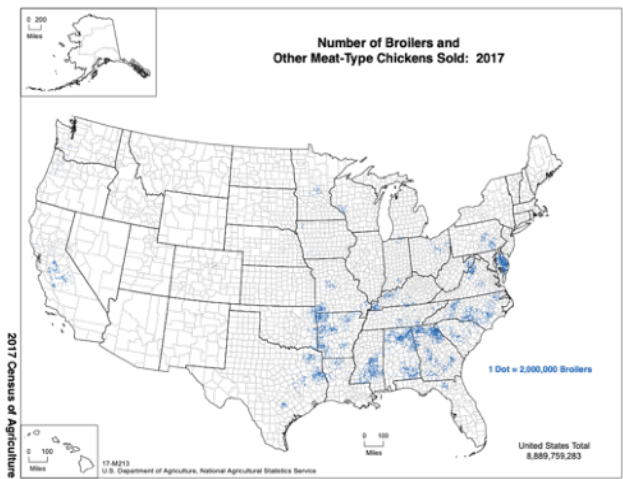 0 200
Miles
Number of Broilers and
Other Meat-Type Chickens Sold: 2017
1 Dot = 2,000,000 Broilers
2017 Census of Agriculture
0 100
Miles
0 100
Miles
United States Total
8,889,759,283
17-M213
U.S. Department of Agriculture, National Agricultural Statistics Service